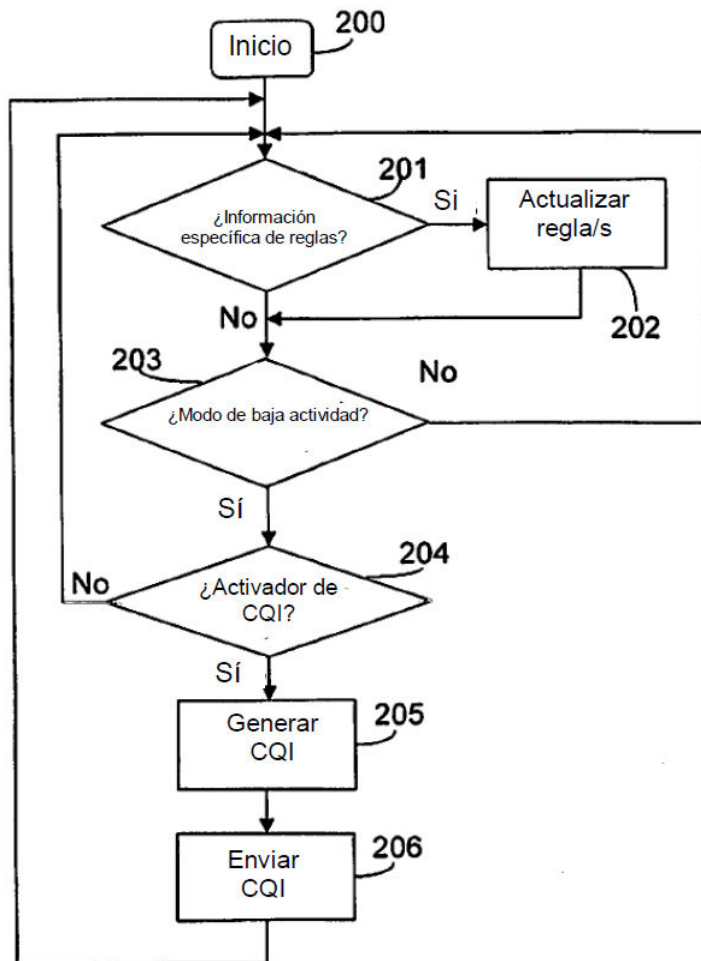 Inicio
200
201
¿Información
específica de reglas?
Si
Actualizar
regla/s
202
No
203
¿Modo de baja actividad?
No
Sí
204
¿Activador de
CQI?
No
Sí
Generar
CQI
205
Enviar
CQI
206